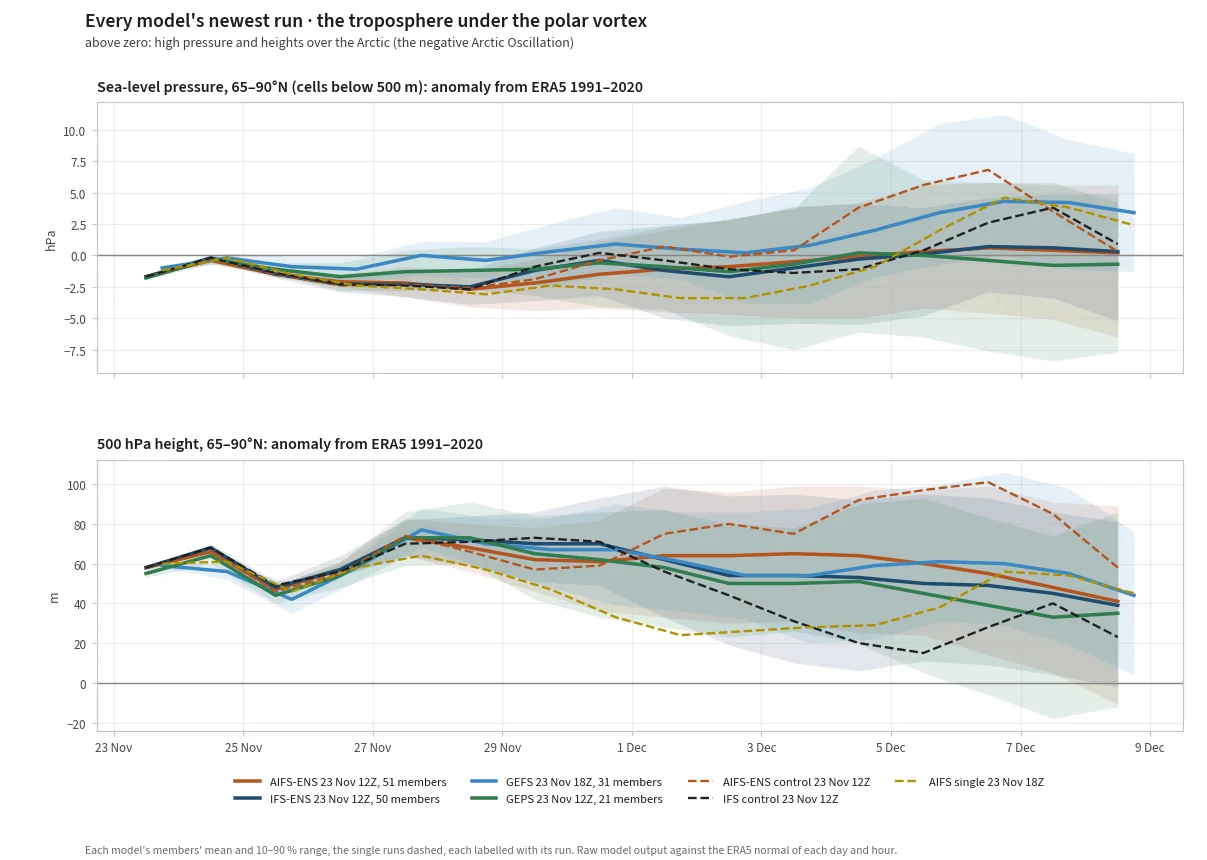 Every model's newest run · the troposphere under the polar vortex
above zero: high pressure and heights over the Arctic (the negative Arctic Oscillation)
Sea-level pressure, 65–90°N (cells below 500 m): anomaly from ERA5 1991–2020
10.0
7.5
5.0
2.5
0.0
−2.5
−5.0
−7.5
hPa
500 hPa height, 65–90°N: anomaly from ERA5 1991–2020
100
80
60
40
20
0
−20
m
23 Nov 25 Nov 27 Nov 29 Nov 1 Dec 3 Dec 5 Dec 7 Dec 9 Dec
AIFS-ENS 23 Nov 12Z, 51 members GEFS 23 Nov 18Z, 31 members AIFS-ENS control 23 Nov 12Z AIFS single 23 Nov 18Z
IFS-ENS 23 Nov 12Z, 50 members GEPS 23 Nov 12Z, 21 members IFS control 23 Nov 12Z
Each model's members' mean and 10–90 % range, the single runs dashed, each labelled with its run. Raw model output against the ERA5 normal of each day and hour.